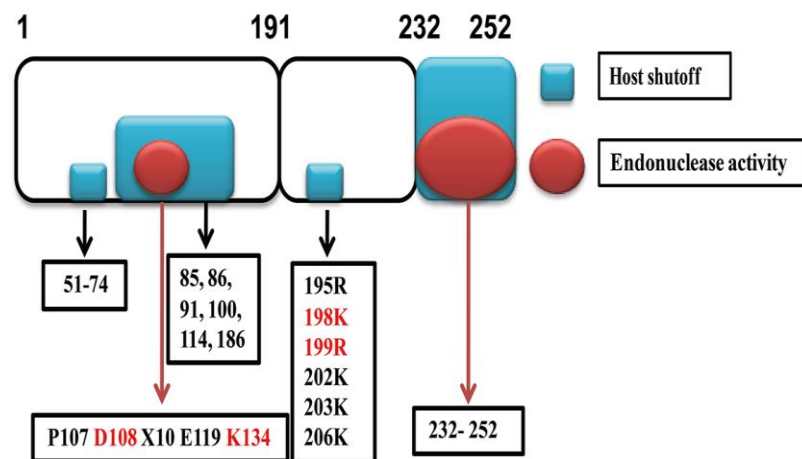 1 191 232 252
Host shutoff
Endonuclease activity
51-74
85, 86,
91, 100,
114, 186
195R
198K
199R
202K
203K
206K
P107 D108 X10 E119 K134
232- 252